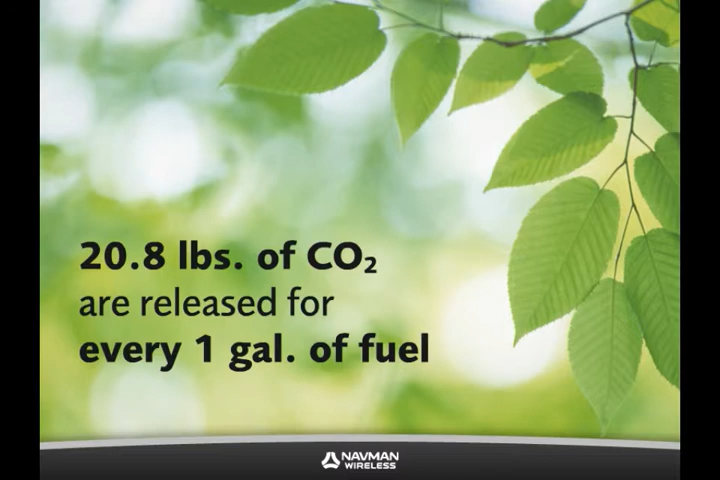 20.8 lbs. of CO₂
are released for
every 1 gal. of fuel
NAVMAN
WIRELESS